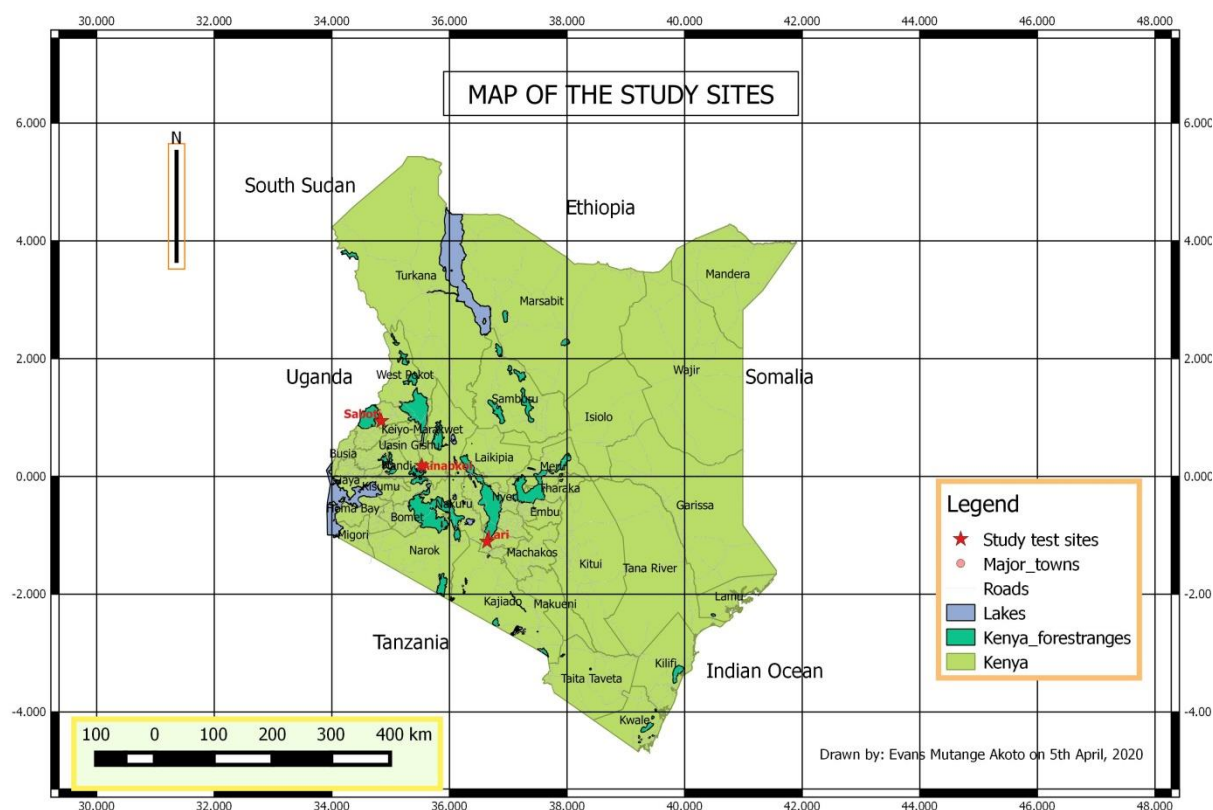 30.000 32.000 34.000 36.000 38.000 40.000 42.000 44.000 46.000 48.000
MAP OF THE STUDY SITES
6.000 6.000
N
South Sudan
Ethiopia
4.000 4.000
Turkana
Mandera
Marsabit
2.000 2.000
Uganda
West Pokot
Wajir
Somalia
Samburu
Isiolo
Keiyo-Marakwet
Uasin Gishu
Busia
Nandi
Laikipia
Meru
0.000 0.000
Kisumu
Nyeri
Tharaka
Garissa
Nakuru
Embu
Bomet
Migori
Narok
Machakos
Kitui
Tana River
-2.000 -2.000
Kajiado
Makueni
Lamu
Tanzania
Kilifi
Indian Ocean
Taita Taveta
-4.000 -4.00
Kwale
Legend
Study test sites
Major_towns
Roads
Lakes
Kenya_forestranges
Kenya
100 0 100 200 300 400 km
Drawn by: Evans Mutange Akoto on 5th April, 2020
30.000 32.000 34.000 36.000 38.000 40.000 42.000 44.000 46.000 48.000